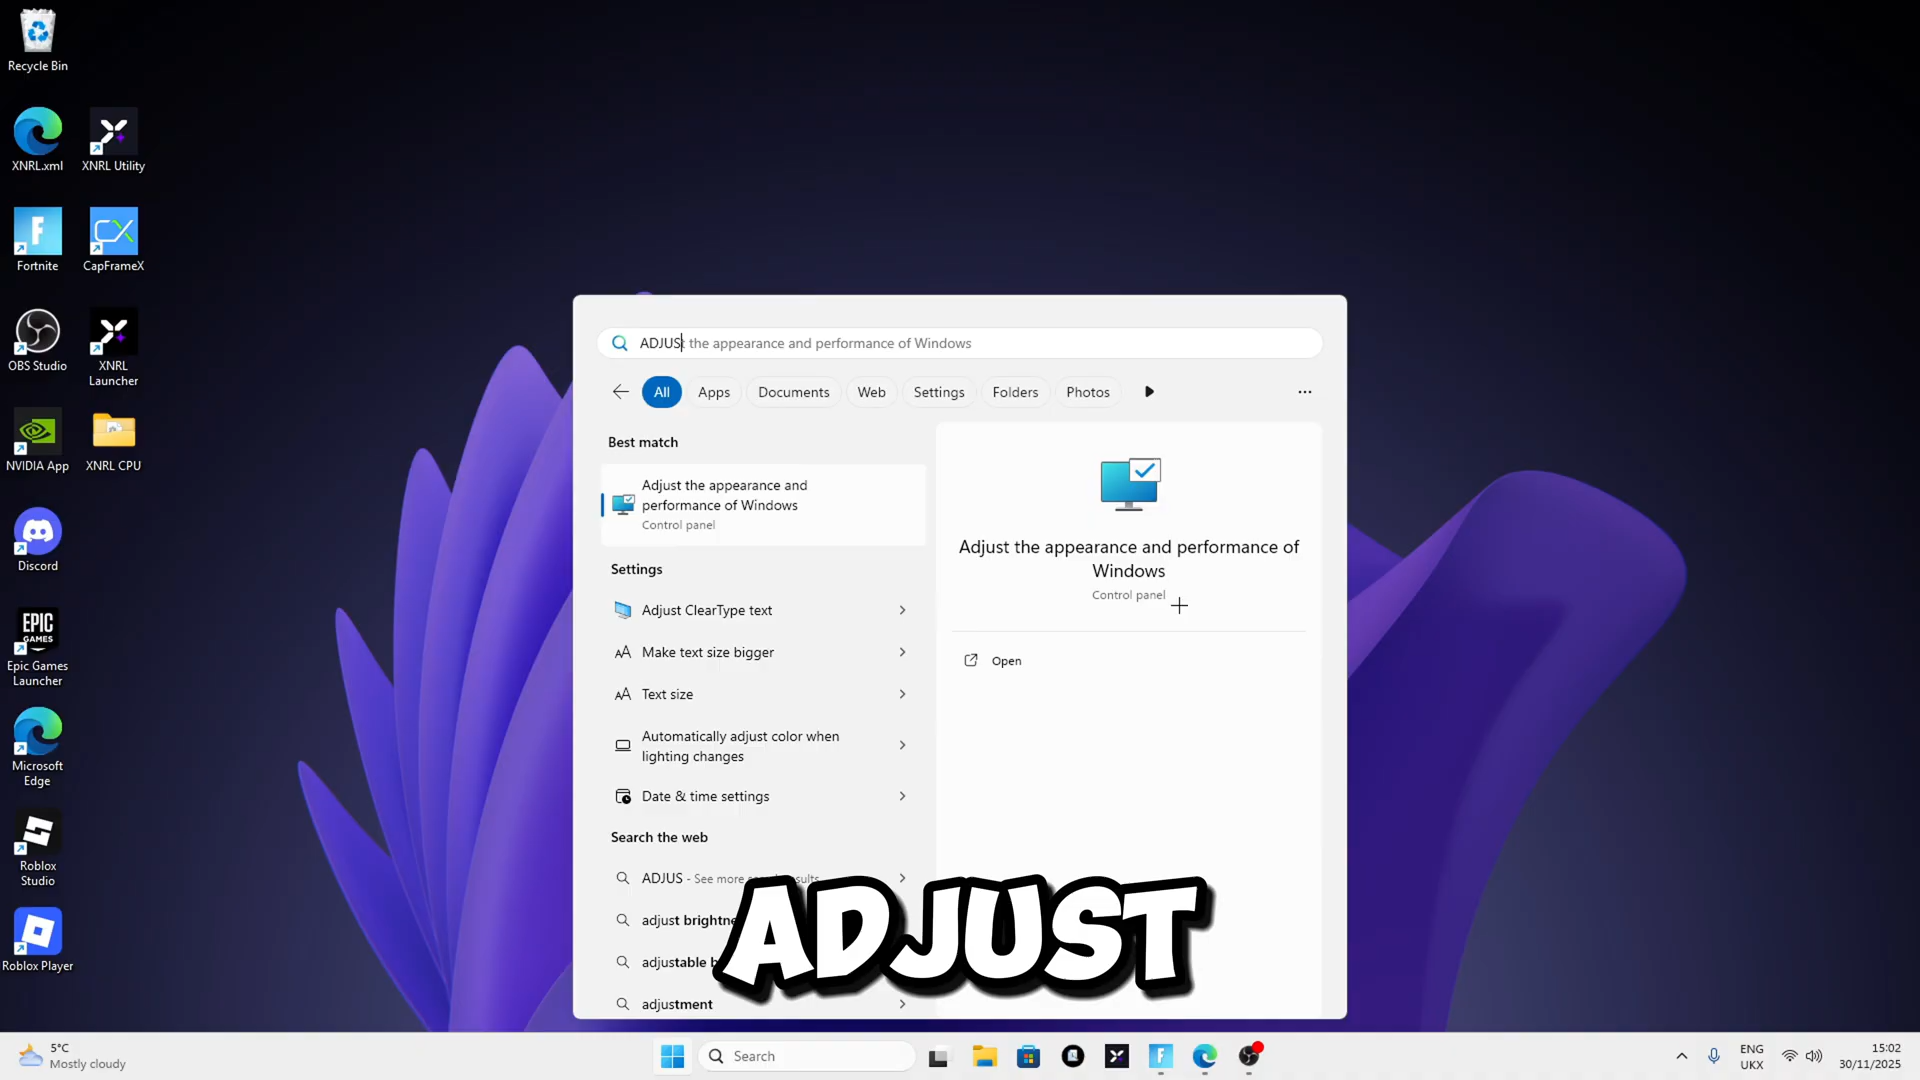 Recycle Bin
XNRL.xml
XNRL Utility
Fortnite
CapFrameX
OBS Studio
XNRL
Launcher
NVIDIA App
XNRL CPU
Discord
EPIC
GAMES
Epic Games
Launcher
Microsoft
Edge
Roblox
Studio
Roblox Player
ADJUSt the appearance and performance of Windows
All
Apps
Documents
Web
Settings
Folders
Photos
Best match
Adjust the appearance and
performance of Windows
Control panel
Settings
Adjust ClearType text
Make text size bigger
Text size
Automatically adjust color when
lighting changes
Date & time settings
Search the web
ADJUS - See more
adjust
adjustable
adjustment
Adjust the appearance and performance of
Windows
Control panel
Open
ADJUST
5°C
Mostly cloudy
Search
ENG
UKX
15:02
30/11/2025